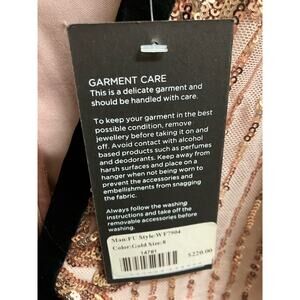 GARMENT CARE
This is a delicate garment and
should be handled with care.
To keep your garment in the best
possible condition, remove
jewellery before taking it on and
off. Avoid contact with alcohol
based products such as perfumes
and deodorants. Keep away from
harsh surfaces and place on a
hanger when not being worn to
prevent the accessories and
embellishments from snagging
the fabric.
Always follow the washing
instructions and take off the
removable accessories before
washing.
Man:FU Style:WF7904
Color:Gold Size:8
$220.00